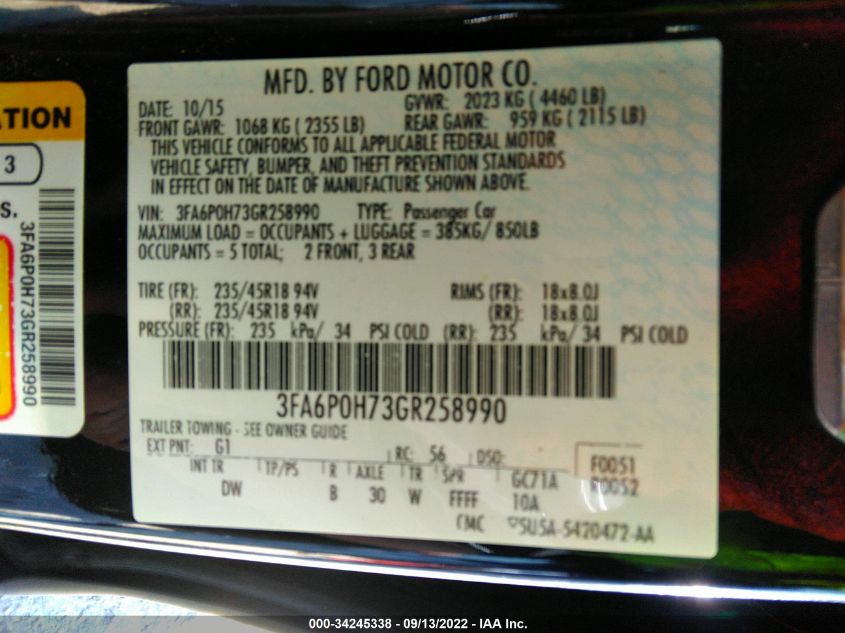 MFD. BY FORD MOTOR CO.
DATE: 10/15 GVWR: 2023 KG ( 4460 LB)
FRONT GAWR: 1068 KG ( 2355 LB) REAR GAWR: 959 KG ( 2115 LB)
THIS VEHICLE CONFORMS TO ALL APPLICABLE FEDERAL MOTOR
VEHICLE SAFETY, BUMPER, AND THEFT PREVENTION STANDARDS
IN EFFECT ON THE DATE OF MANUFACTURE SHOWN ABOVE.
VIN: 3FA6P0H73GR258990 TYPE: Passenger Car
MAXIMUM LOAD = OCCUPANTS + LUGGAGE = 385KG/ 850LB
OCCUPANTS = 5 TOTAL; 2 FRONT, 3 REAR
TIRE (FR): 235/45R18 94V RIMS (FR): 18x8.0J
(RR): 235/45R18 94V (RR): 18x8.0J
PRESSURE (FR): 235 kPa/ 34 PSI COLD (RR): 235 kPa/ 34 PSI COLD
3FA6P0H73GR258990
TRAILER TOWING - SEE OWNER GUIDE
EXT PNT: G1 RC: 56 DSO: F0051
INT TR TP/PS R AXLE TR SPR GC71A R0052
DW B 30 W FFFF 10A
CMC 5U5A-5420472-AA
ATION
3
S.
3FA6P0H73GR258990
000-34245338 - 09/13/2022 - IAA Inc.